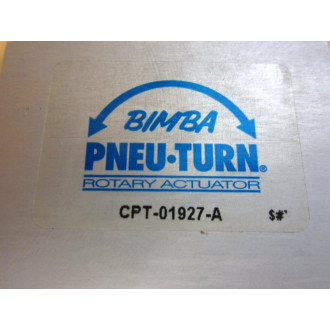 BIMBA
PNEU•TURN®
ROTARY ACTUATOR
CPT-01927-A $#'